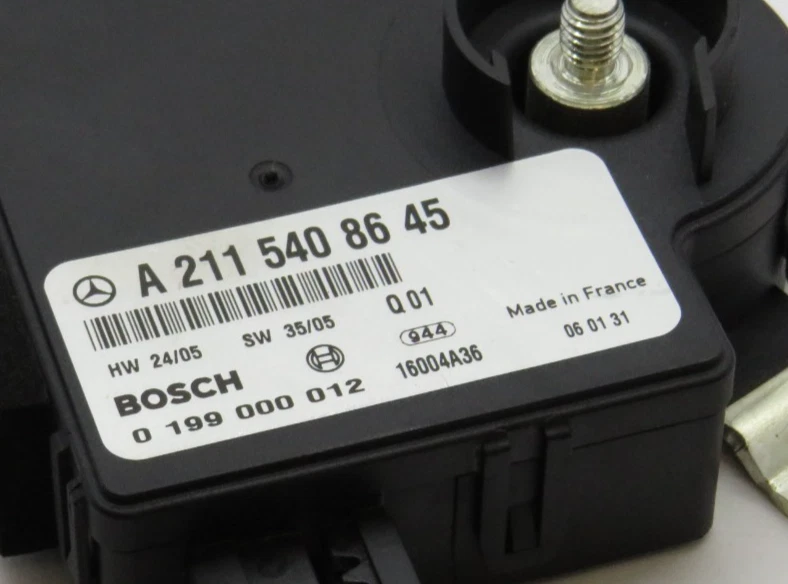 A 211 540 86 45
HW 24/05 SW 35/05 Q 01
Made in France
944
06 01 31
BOSCH
16004A36
0 199 000 012